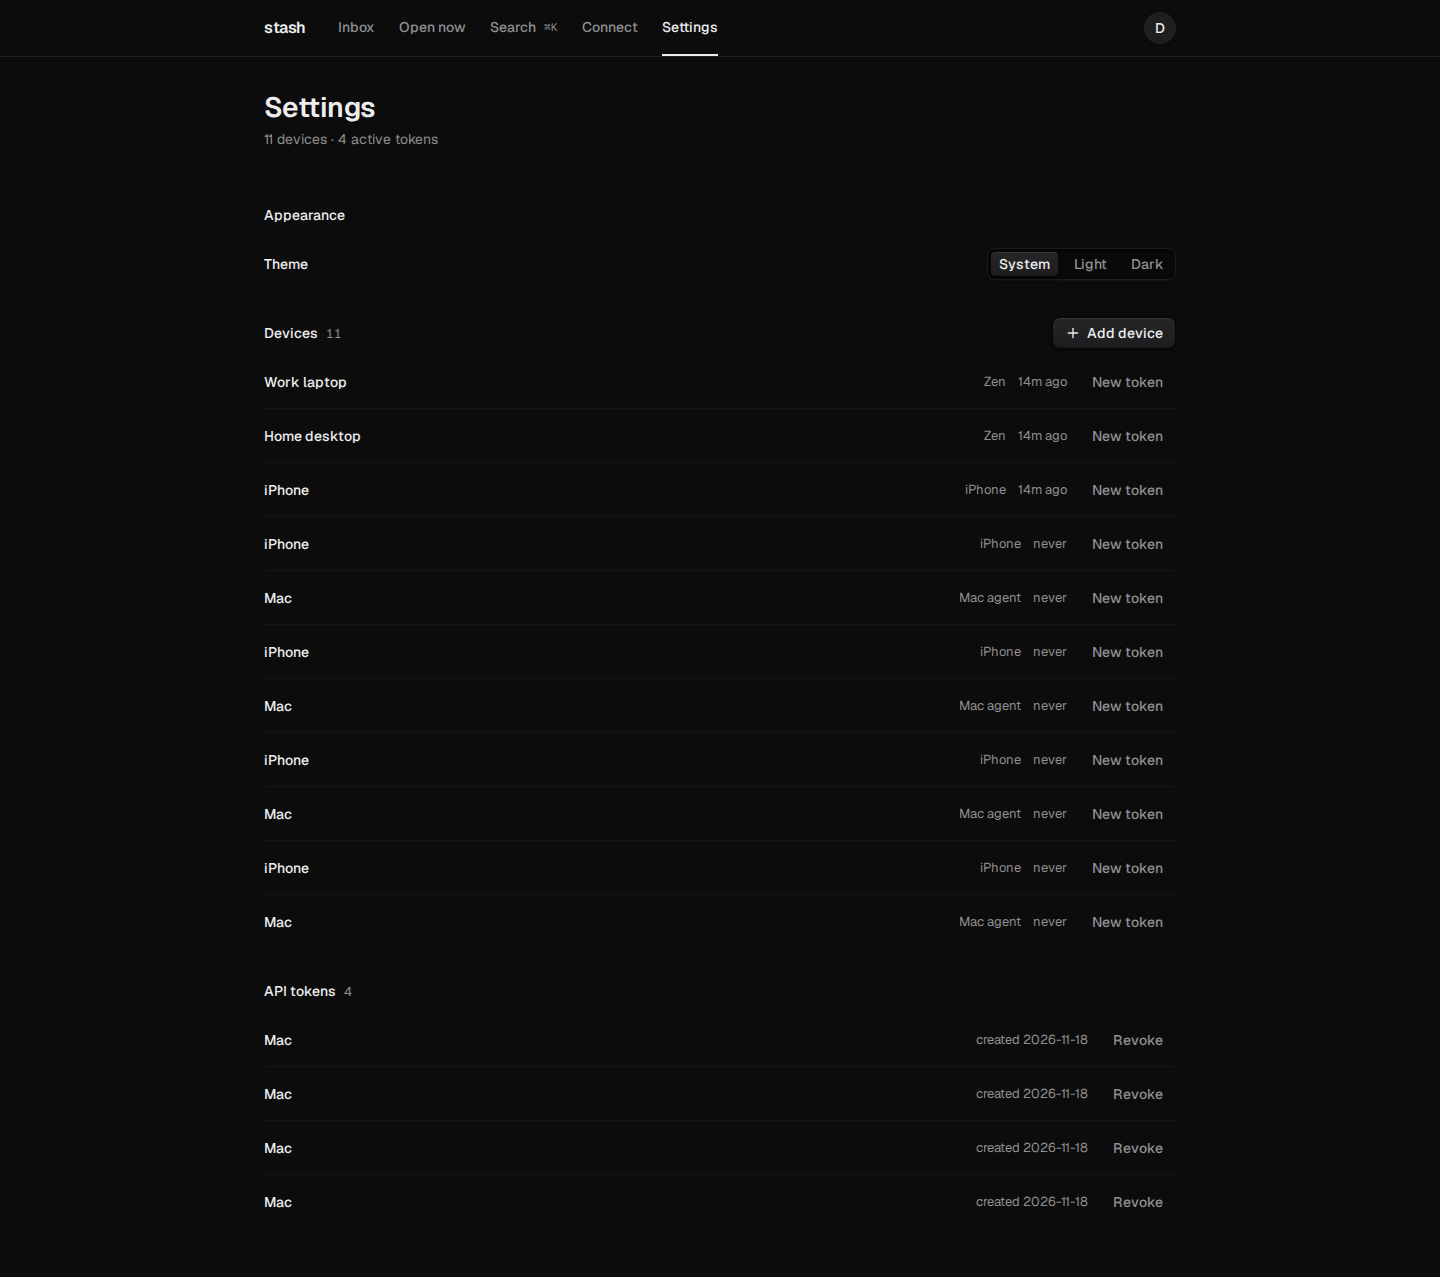 stash Inbox Open now Search ⌘K Connect Settings D
Settings
11 devices · 4 active tokens
Appearance
Theme System Light Dark
Devices 11 + Add device
Work laptop Zen 14m ago New token
Home desktop Zen 14m ago New token
iPhone iPhone 14m ago New token
iPhone iPhone never New token
Mac Mac agent never New token
iPhone iPhone never New token
Mac Mac agent never New token
iPhone iPhone never New token
Mac Mac agent never New token
iPhone iPhone never New token
Mac Mac agent never New token
API tokens 4
Mac created 2026-11-18 Revoke
Mac created 2026-11-18 Revoke
Mac created 2026-11-18 Revoke
Mac created 2026-11-18 Revoke